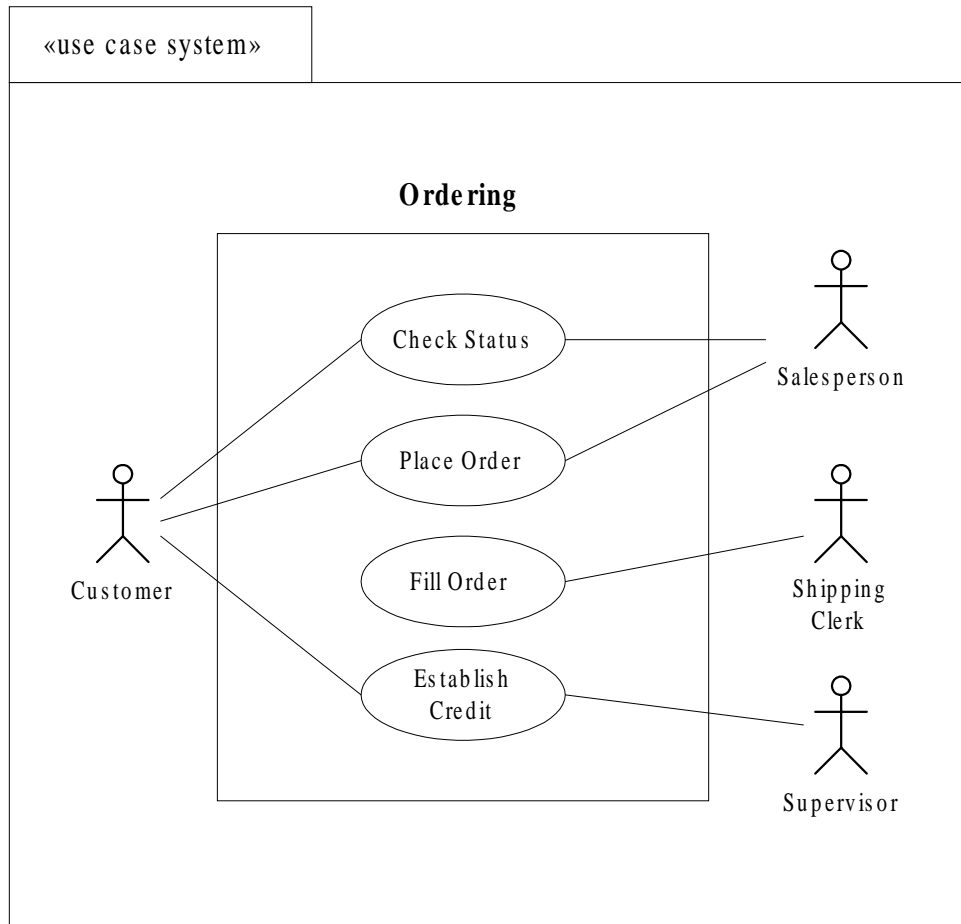 «use case system»
Ordering
Check Status
Salesperson
Place Order
Customer
Fill Order
Shipping
Clerk
Establish
Credit
Supervisor